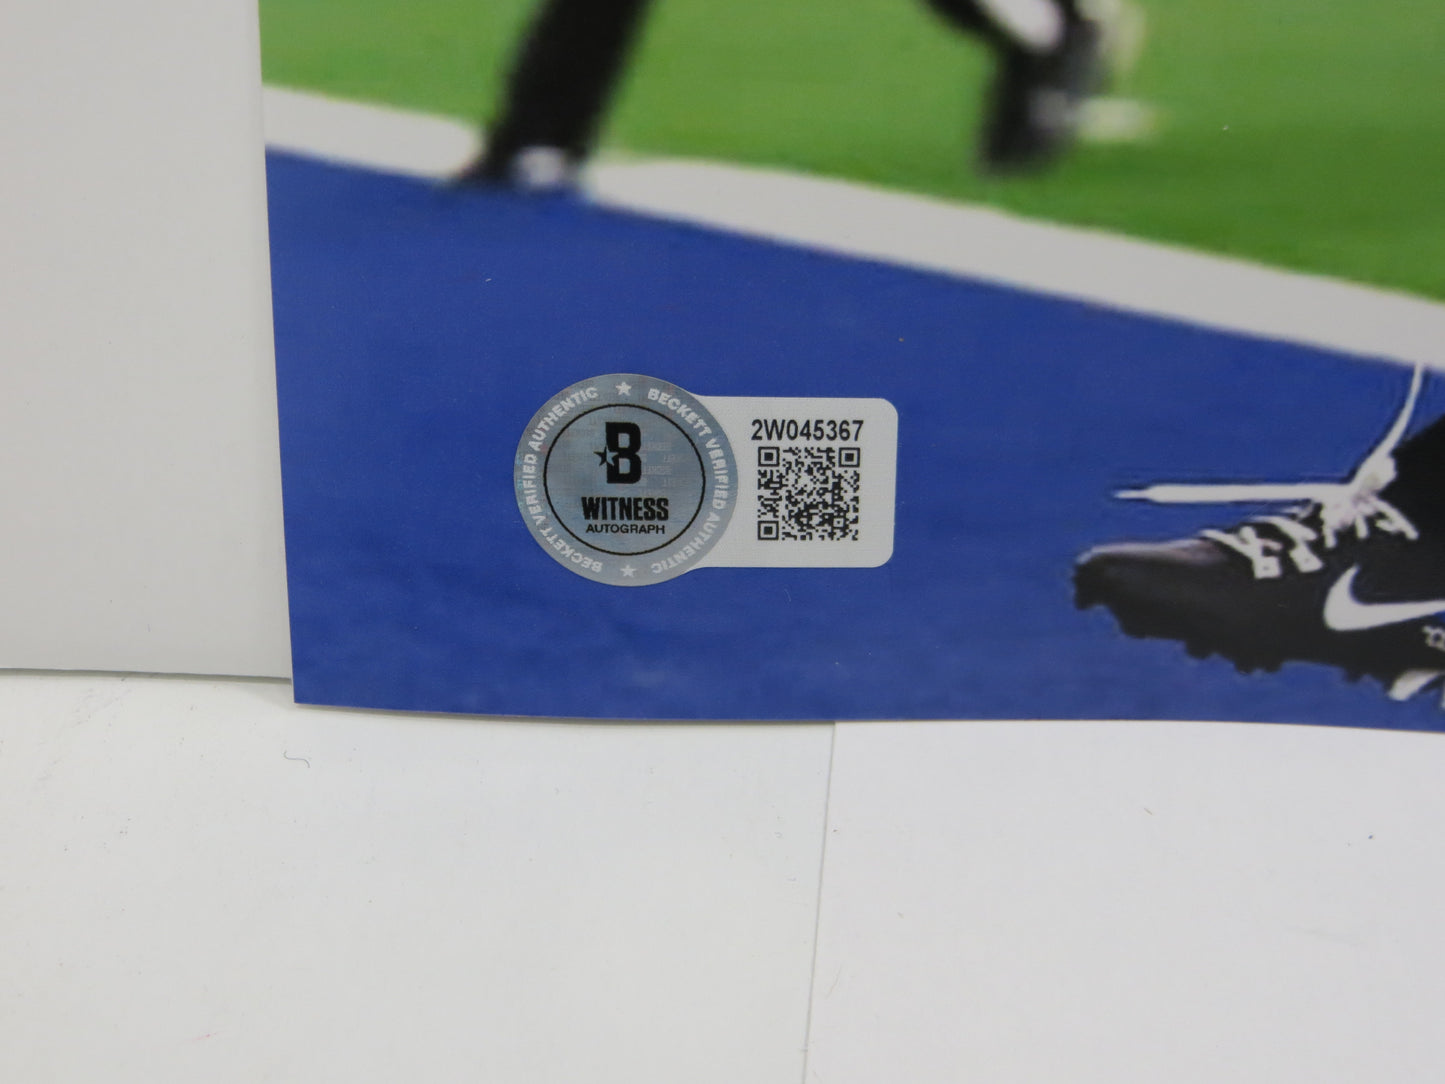 BECKETT VERIFIED AUTHENTIC ★ BECKETT VERIFIED AUTHENTIC ★
B
WITNESS
AUTOGRAPH
2W045367